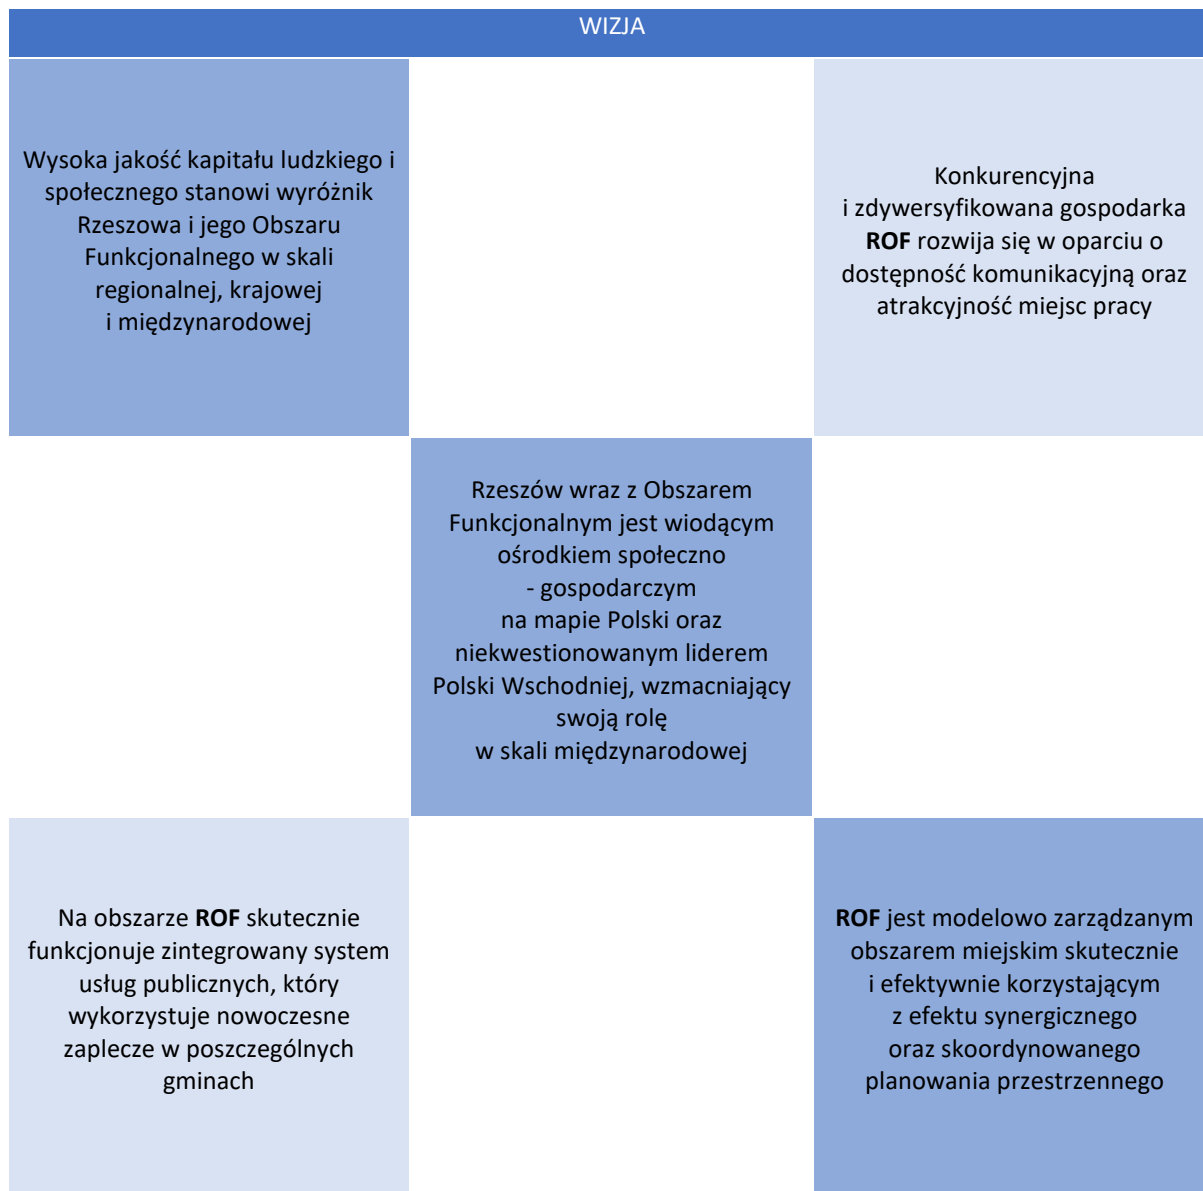 WIZJA
Wysoka jakość kapitału ludzkiego i
społecznego stanowi wyróżnik
Rzeszowa i jego Obszaru
Funkcjonalnego w skali
regionalnej, krajowej
i międzynarodowej
Konkurencyjna
i zdywersyfikowana gospodarka
ROF rozwija się w oparciu o
dostępność komunikacyjną oraz
atrakcyjność miejsc pracy
Rzeszów wraz z Obszarem
Funkcjonalnym jest wiodącym
ośrodkiem społeczno
- gospodarczym
na mapie Polski oraz
niekwestionowanym liderem
Polski Wschodniej, wzmacniający
swoją rolę
w skali międzynarodowej
Na obszarze ROF skutecznie
funkcjonuje zintegrowany system
usług publicznych, który
wykorzystuje nowoczesne
zaplecze w poszczególnych
gminach
ROF jest modelowo zarządzanym
obszarem miejskim skutecznie
i efektywnie korzystającym
z efektu synergicznego
oraz skoordynowanego
planowania przestrzennego